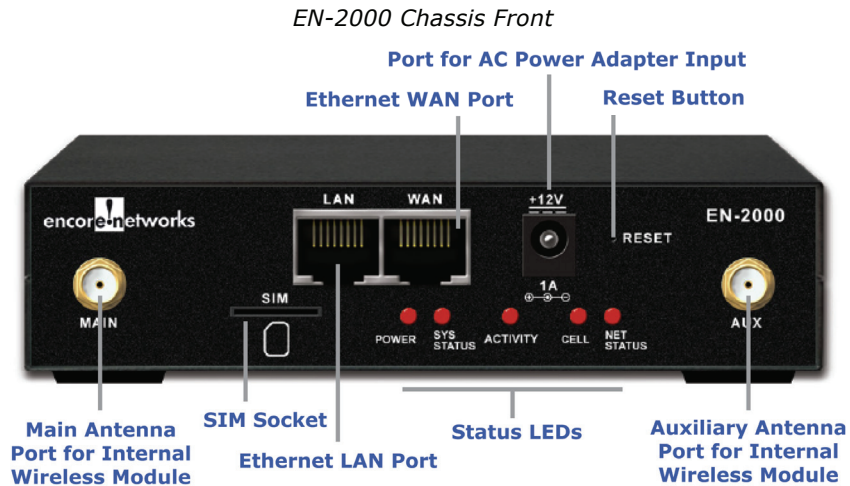 EN-2000 Chassis Front
Port for AC Power Adapter Input
Ethernet WAN Port
Reset Button
encore!networks
LAN
WAN
+12V
EN-2000
RESET
1A
MAIN
SIM
AUX
POWER
SYS
STATUS
ACTIVITY
CELL
NET
STATUS
Main Antenna
Port for Internal
Wireless Module
SIM Socket
Ethernet LAN Port
Status LEDs
Auxiliary Antenna
Port for Internal
Wireless Module